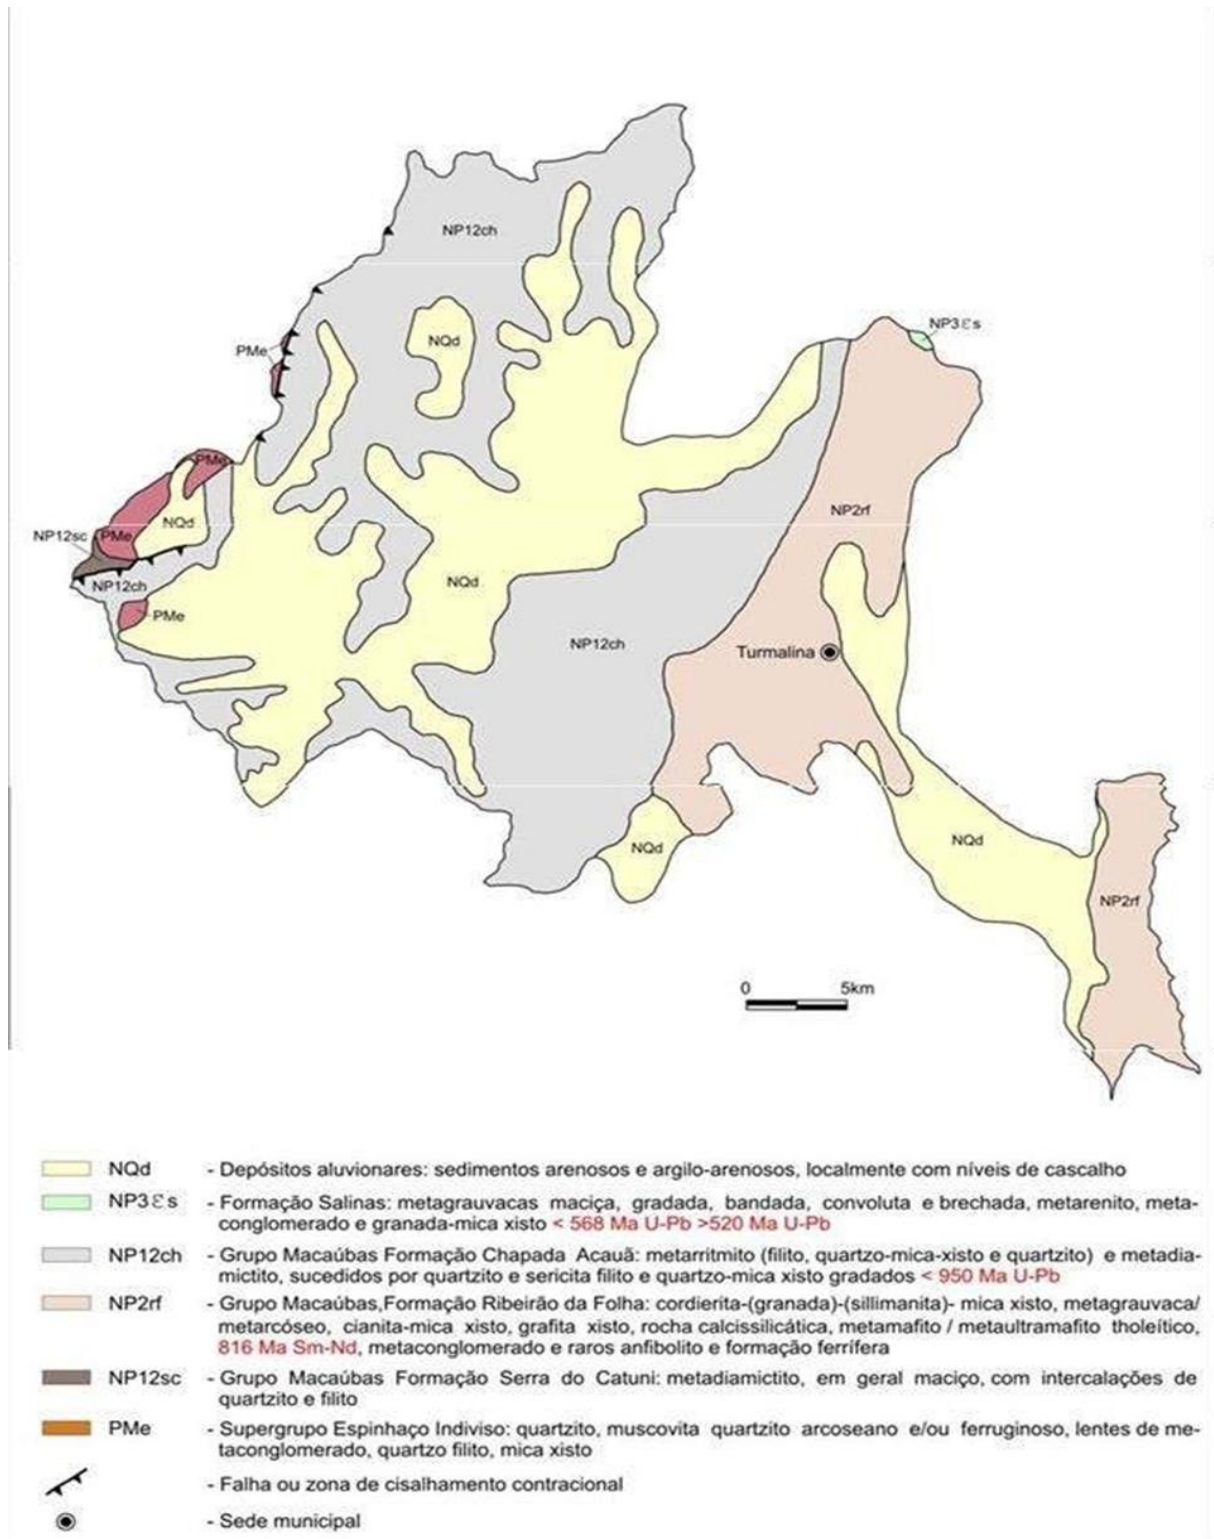 NP12ch
NP3Ɛs
PMe
NQd
NP2rf
PMe
NQd
NP12sc
PMe
NQd
NP12ch
PMe
NP12ch
Turmalina
NQd
NQd
NP2rf
0 5km
NQd - Depósitos aluvionares: sedimentos arenosos e argilo-arenosos, localmente com níveis de cascalho
NP3Ɛs - Formação Salinas: metagrauvacas maciça, gradada, bandada, convoluta e brechada, metarenito, meta-
conglomerado e granada-mica xisto < 568 Ma U-Pb >520 Ma U-Pb
NP12ch - Grupo Macaúbas Formação Chapada Acauã: metarritmito (filito, quartzo-mica-xisto e quartzito) e metadia-
mictito, sucedidos por quartzito e sericita filito e quartzo-mica xisto gradados < 950 Ma U-Pb
NP2rf - Grupo Macaúbas,Formação Ribeirão da Folha: cordierita-(granada)-(sillimanita)- mica xisto, metagrauvaca/
metarcóseo, cianita-mica xisto, grafita xisto, rocha calcissilicática, metamafito / metaultramafito tholeítico,
816 Ma Sm-Nd, metaconglomerado e raros anfibolito e formação ferrífera
NP12sc - Grupo Macaúbas Formação Serra do Catuni: metadiamictito, em geral maciço, com intercalações de
quartzito e filito
PMe - Supergrupo Espinhaço Indiviso: quartzito, muscovita quartzito arcoseano e/ou ferruginoso, lentes de me-
taconglomerado, quartzo filito, mica xisto
- Falha ou zona de cisalhamento contracional
- Sede municipal